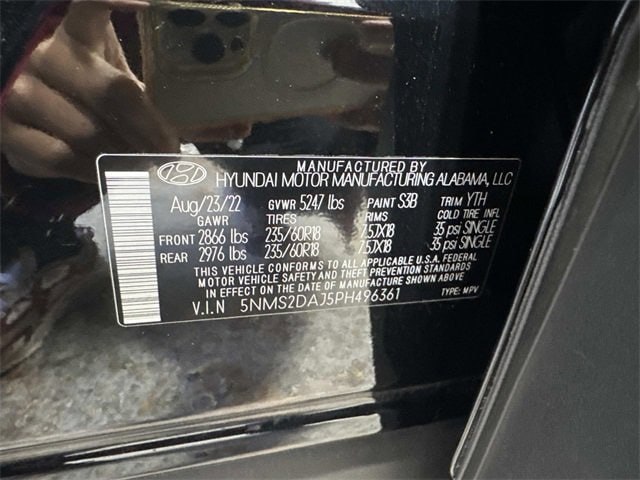 MANUFACTURED BY
HYUNDAI MOTOR MANUFACTURING ALABAMA, LLC
Aug/23/22 GVWR 5247 lbs PAINT S3B TRIM YTH
GAWR TIRES RIMS COLD TIRE INFL
FRONT 2866 lbs 235/60R18 7.5JX18 35 psi SINGLE
REAR 2976 lbs 235/60R18 7.5JX18 35 psi SINGLE
THIS VEHICLE CONFORMS TO ALL APPLICABLE U.S.A. FEDERAL
MOTOR VEHICLE SAFETY AND THEFT PREVENTION STANDARDS
IN EFFECT ON THE DATE OF MANUFACTURE SHOWN ABOVE
V.I.N 5NMS2DAJ5PH496361 TYPE: MPV